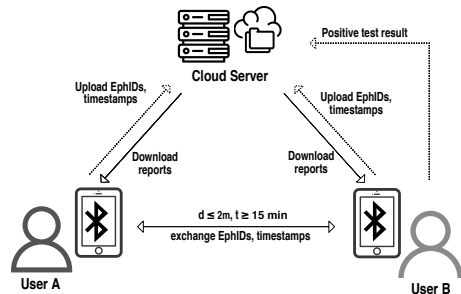 Positive test result
Cloud Server
Upload EphIDs,
timestamps
Upload EphIDs,
timestamps
Download
reports
Download
reports
d ≤ 2m, t ≥ 15 min
exchange EphIDs, timestamps
User A
User B